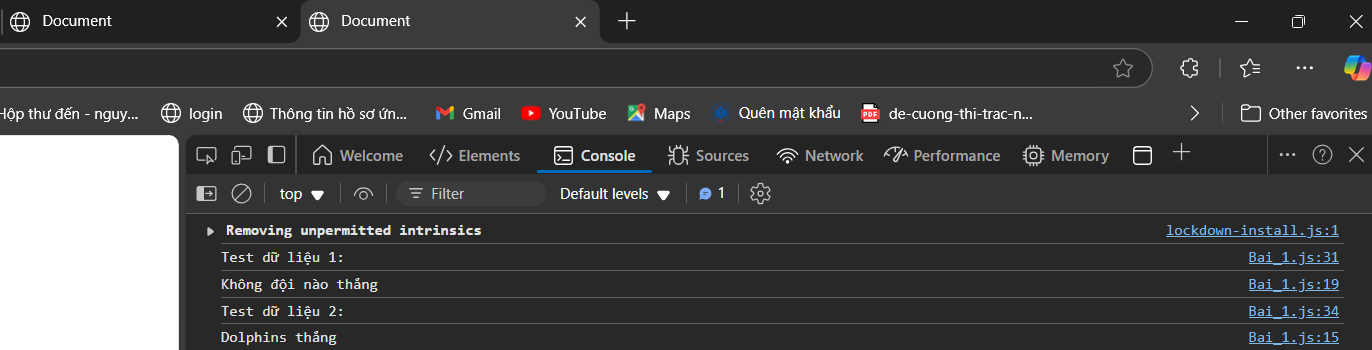 Document Document
Hộp thư đến - nguy... login Thông tin hồ sơ ứn... Gmail YouTube Maps Quên mật khẩu PDF de-cuong-thi-trac-n... Other favorites
Welcome Elements Console Sources Network Performance Memory
top Filter Default levels 1
Removing unpermitted intrinsics lockdown-install.js:1
Test dữ liệu 1: Bai_1.js:31
Không đội nào thắng Bai_1.js:19
Test dữ liệu 2: Bai_1.js:34
Dolphins thắng Bai_1.js:15